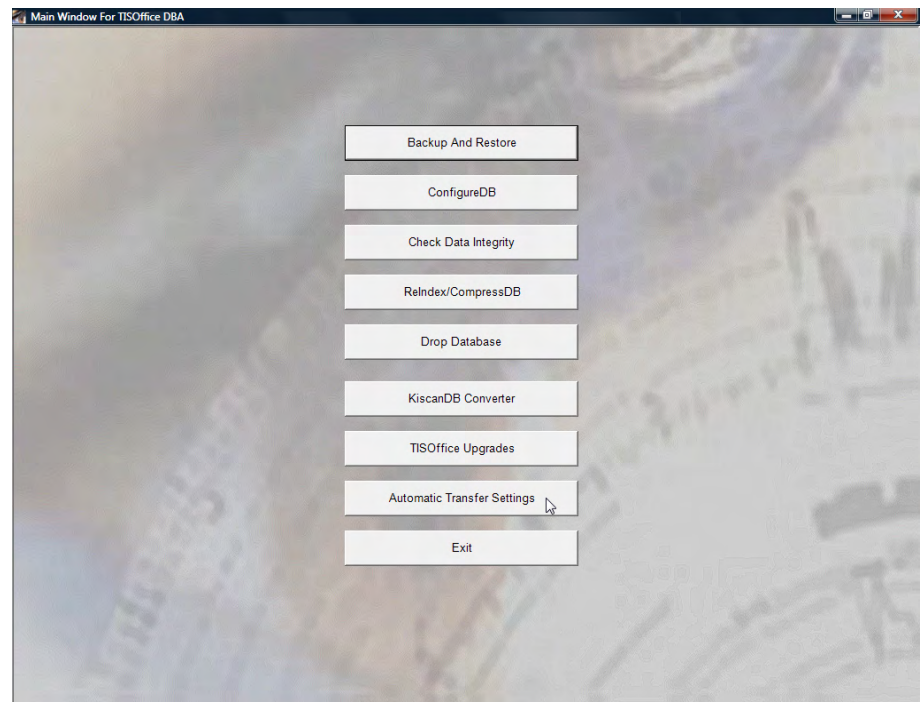 Main Window For TISOffice DBA
Backup And Restore
ConfigureDB
Check Data Integrity
ReIndex/CompressDB
Drop Database
KiscanDB Converter
TISOffice Upgrades
Automatic Transfer Settings
Exit